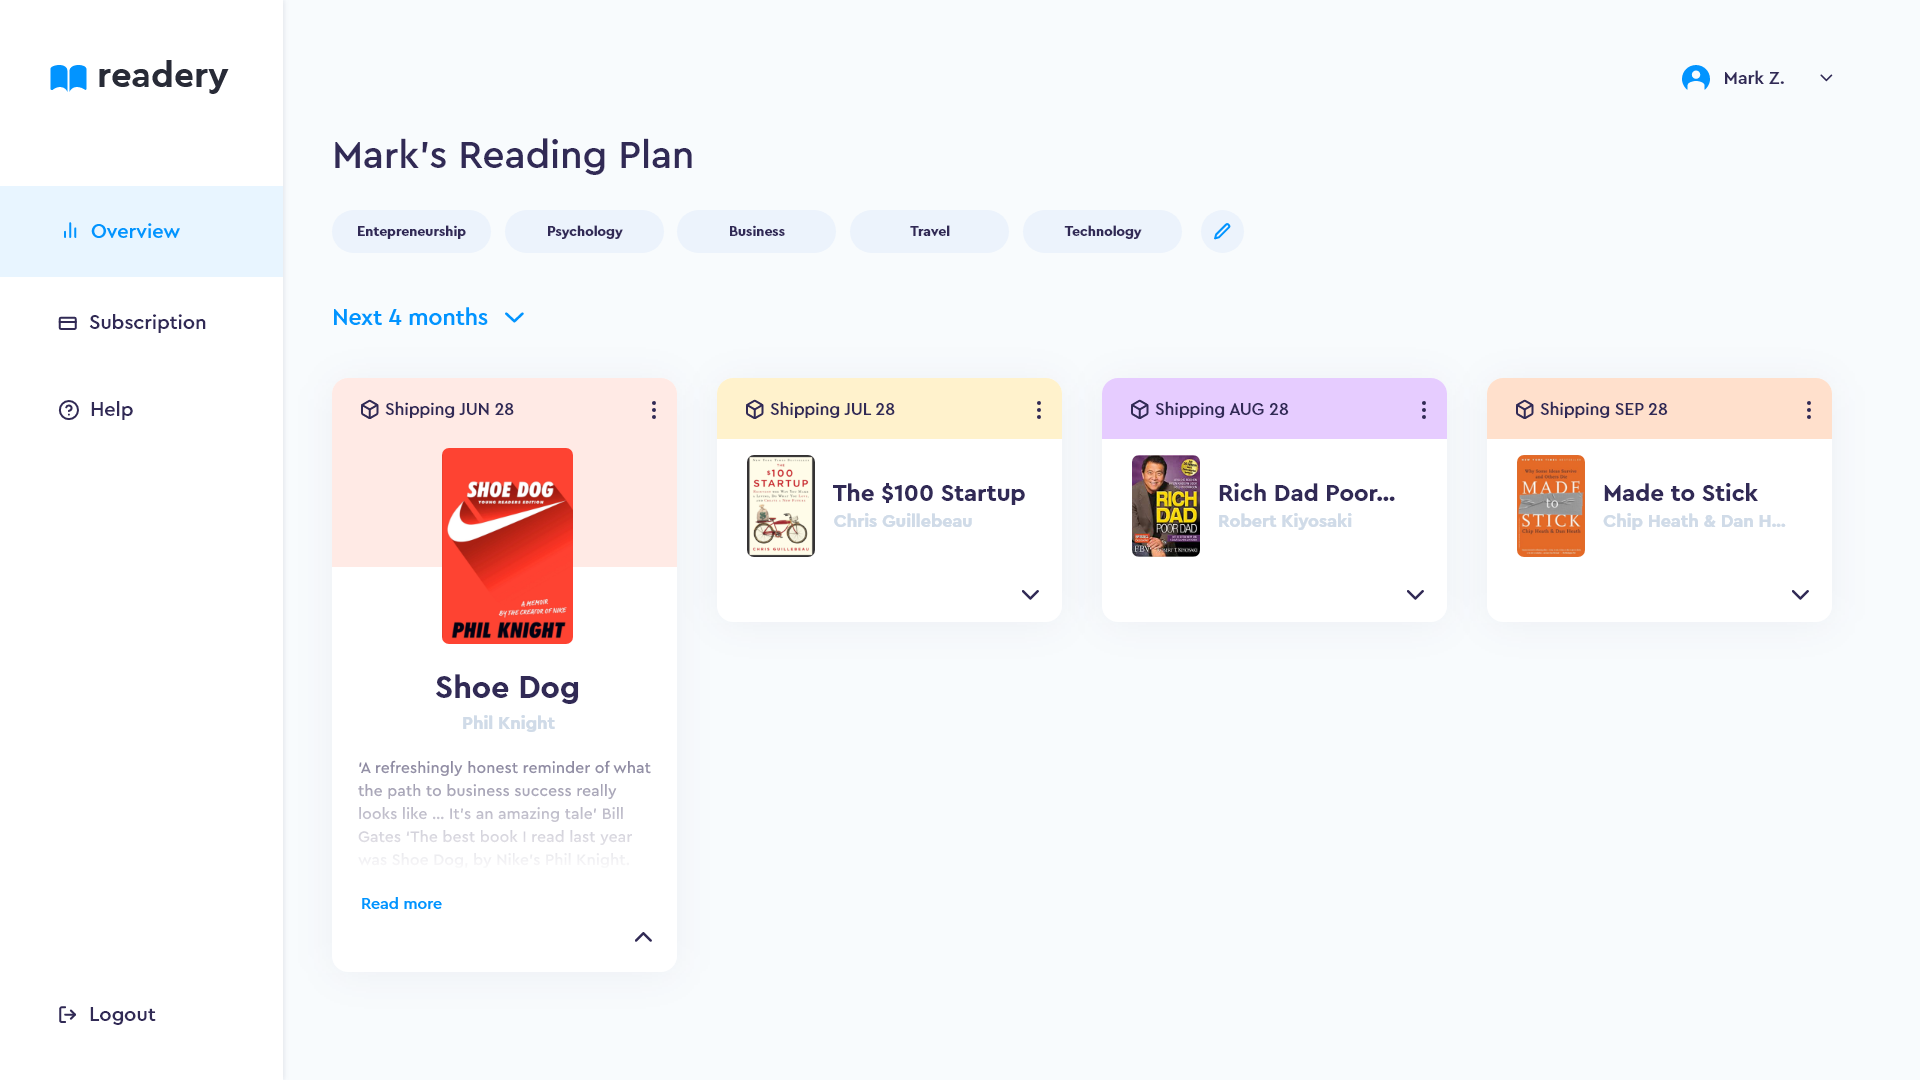 readery
Mark Z.
Mark's Reading Plan
Overview
Entepreneurship
Psychology
Business
Travel
Technology
Next 4 months
Subscription
Help
Shipping JUN 28
SHOE DOG
YOUNG READERS EDITION
A MEMOIR
BY THE CREATOR OF NIKE
PHIL KNIGHT
Shoe Dog
Phil Knight
‘A refreshingly honest reminder of what
the path to business success really
looks like ... It's an amazing tale’ Bill
Gates ‘The best book I read last year
was Shoe Dog, by Nike's Phil Knight.
Read more
Shipping JUL 28
THE
$100
STARTUP
CHRIS GUILLEBEAU
The $100 Startup
Chris Guillebeau
Shipping AUG 28
RICH
DAD
POOR DAD
Rich Dad Poor...
Robert Kiyosaki
Shipping SEP 28
MADE
to
STICK
Chip Heath & Dan Heath
Made to Stick
Chip Heath & Dan H...
Logout